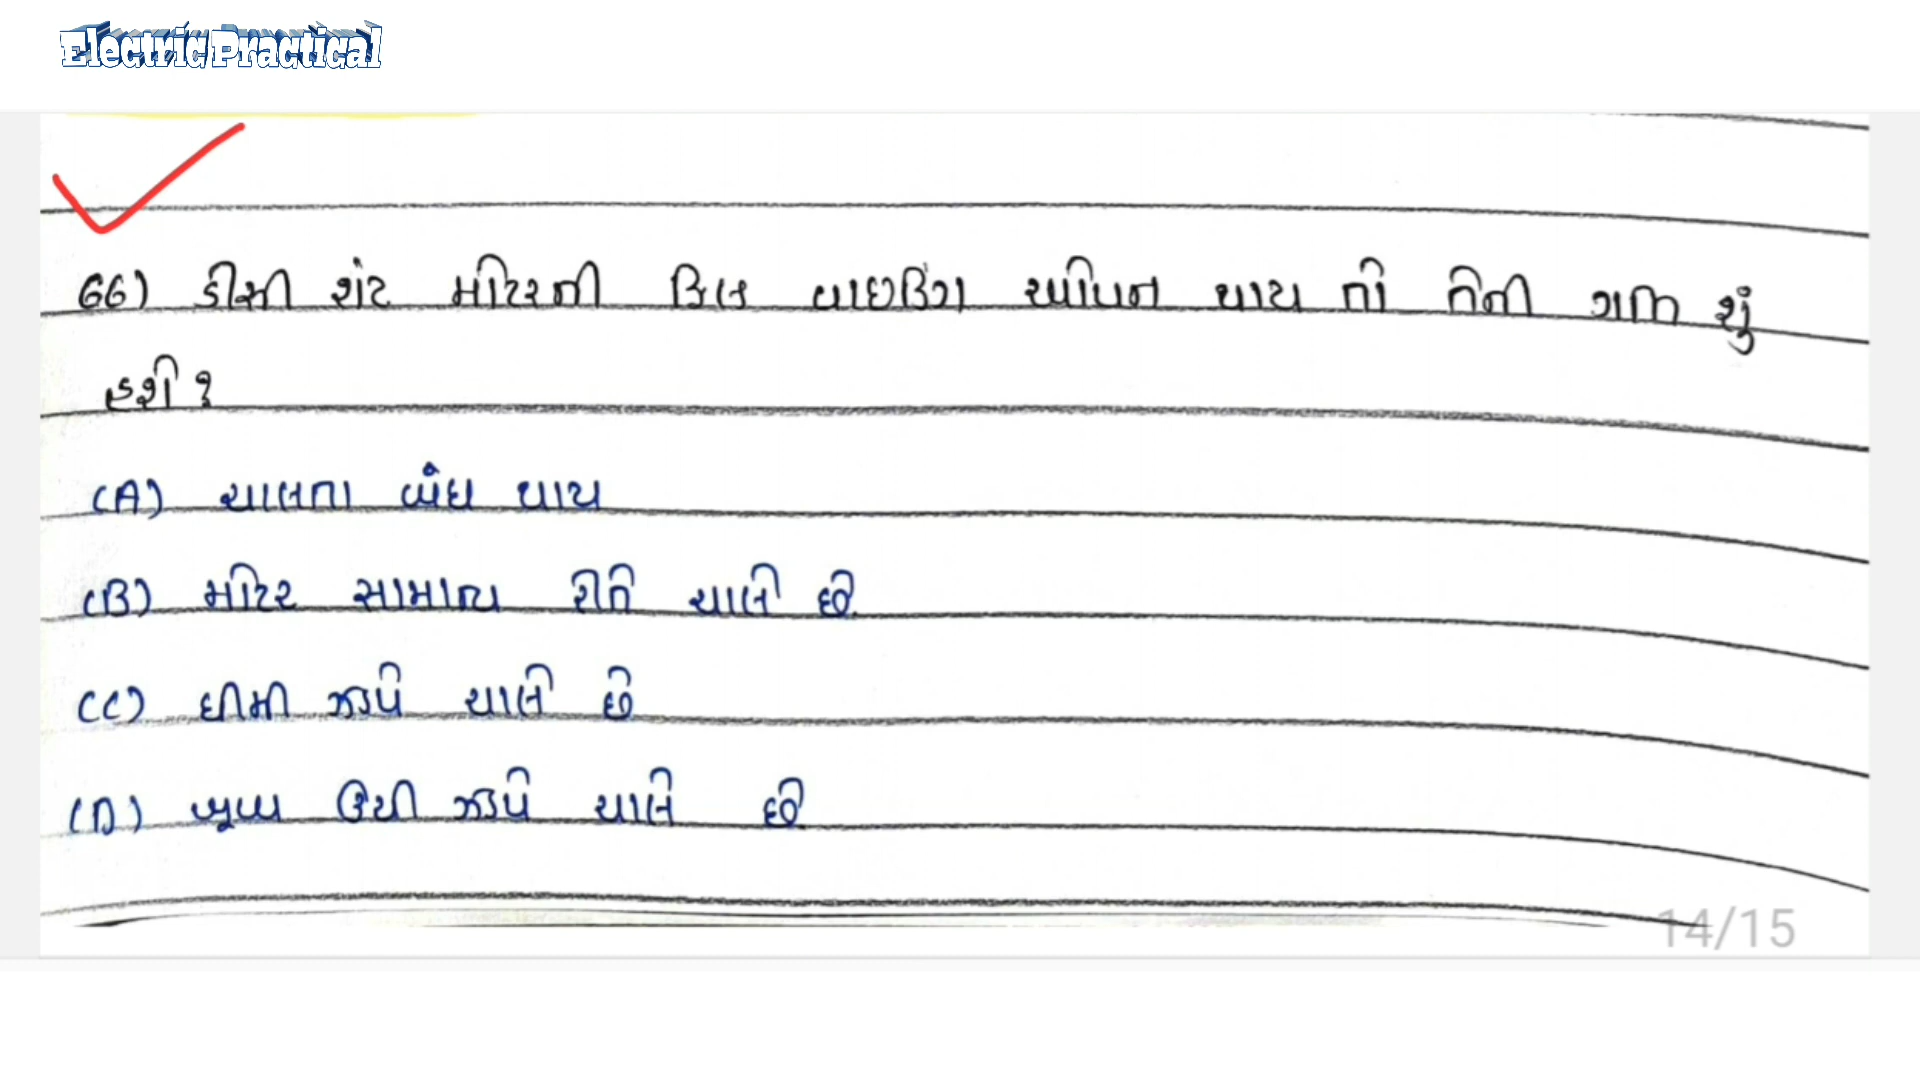 Electric Practical
66) ડીસી શંટ મોટરની ફિલ્ડ વાઇન્ડિંગ ઓપન થાય તો તેની ગતિ શું
હશે ?
(A) ચાલતા બંધ થાય
(B) મોટર સામાન્ય રીતે ચાલે છે
(C) ધીમી ઝડપે ચાલે છે
(D) ખૂબ ઉંચી ઝડપે ચાલે છે
14/15